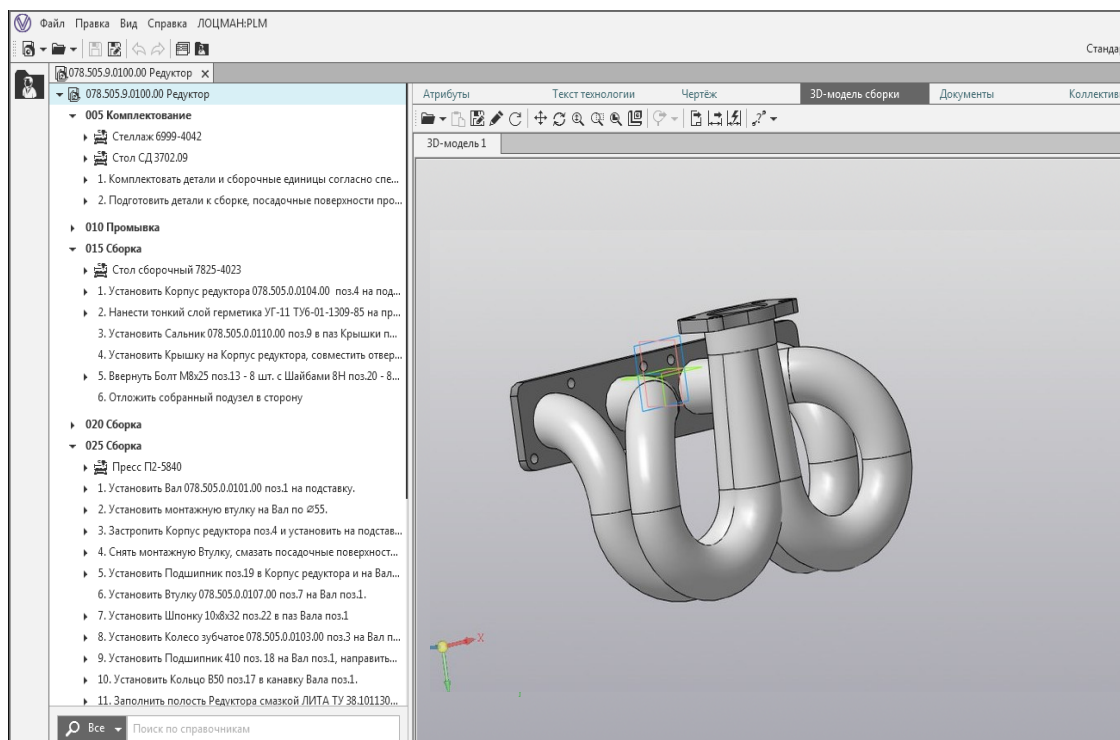 Файл Правка Вид Справка ЛОЦМАН:PLM
Станда
078.505.9.0100.00 Редуктор
078.505.9.0100.00 Редуктор
005 Комплектование
Стеллаж 6999-4042
Стол СД 3702.09
1. Комплектовать детали и сборочные единицы согласно спе...
2. Подготовить детали к сборке, посадочные поверхности про...
010 Промывка
015 Сборка
Стол сборочный 7825-4023
1. Установить Корпус редуктора 078.505.0.0104.00 поз.4 на под...
2. Нанести тонкий слой герметика УГ-11 ТУ6-01-1309-85 на пр...
3. Установить Сальник 078.505.0.0110.00 поз.9 в паз Крышки п...
4. Установить Крышку на Корпус редуктора, совместить отвер...
5. Ввернуть Болт М8х25 поз.13 - 8 шт. с Шайбами 8Н поз.20 - 8...
6. Отложить собранный подузел в сторону
020 Сборка
025 Сборка
Пресс П2-5840
1. Установить Вал 078.505.0.0101.00 поз.1 на подставку.
2. Установить монтажную втулку на Вал по ⌀55.
3. Застропить Корпус редуктора поз.4 и установить на подстав...
4. Снять монтажную Втулку, смазать посадочные поверхност...
5. Установить Подшипник поз.19 в Корпус редуктора и на Вал...
6. Установить Втулку 078.505.0.0107.00 поз.7 на Вал поз.1.
7. Установить Шпонку 10х8х32 поз.22 в паз Вала поз.1
8. Установить Колесо зубчатое 078.505.0.0103.00 поз.3 на Вал п...
9. Установить Подшипник 410 поз. 18 на Вал поз.1, направить...
10. Установить Кольцо В50 поз.17 в канавку Вала поз.1.
11. Заполнить полость Редуктора смазкой ЛИТА ТУ 38.101130...
Все Поиск по справочникам
Атрибуты Текст технологии Чертёж 3D-модель сборки Документы Коллектив
3D-модель 1
X